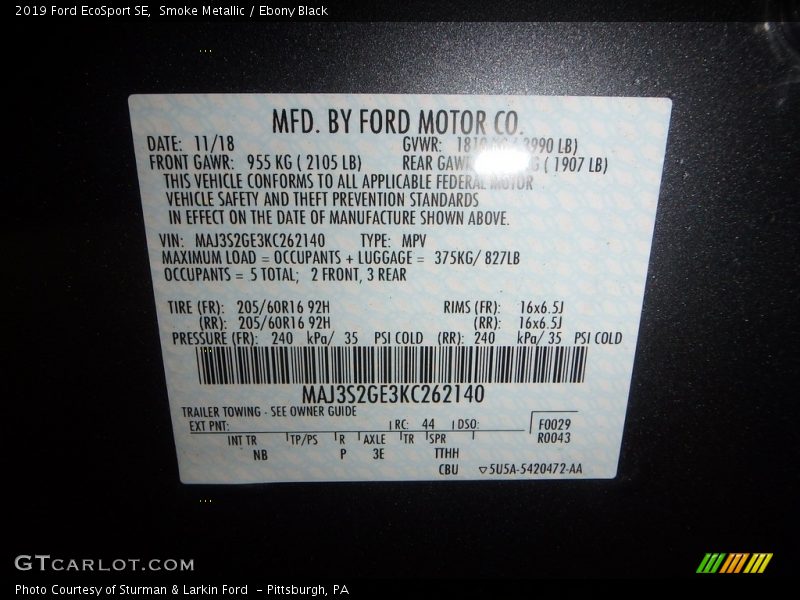 2019 Ford EcoSport SE, Smoke Metallic / Ebony Black
MFD. BY FORD MOTOR CO.
DATE: 11/18 GVWR: 1810 KG ( 3990 LB)
FRONT GAWR: 955 KG ( 2105 LB) REAR GAWR ( 1907 LB)
THIS VEHICLE CONFORMS TO ALL APPLICABLE FEDERAL MOTOR
VEHICLE SAFETY AND THEFT PREVENTION STANDARDS
IN EFFECT ON THE DATE OF MANUFACTURE SHOWN ABOVE.
VIN: MAJ3S2GE3KC262140 TYPE: MPV
MAXIMUM LOAD = OCCUPANTS + LUGGAGE = 375KG/ 827LB
OCCUPANTS = 5 TOTAL; 2 FRONT, 3 REAR
TIRE (FR): 205/60R16 92H RIMS (FR): 16x6.5J
(RR): 205/60R16 92H (RR): 16x6.5J
PRESSURE (FR): 240 kPa/ 35 PSI COLD (RR): 240 kPa/ 35 PSI COLD
MAJ3S2GE3KC262140
TRAILER TOWING - SEE OWNER GUIDE
EXT PNT: RC: 44 DSO: F0029
R0043
INT TR TP/PS R AXLE TR SPR
NB P 3E TTHH
CBU 5U5A-5420472-AA
GTCARLOT.COM
Photo Courtesy of Sturman & Larkin Ford - Pittsburgh, PA